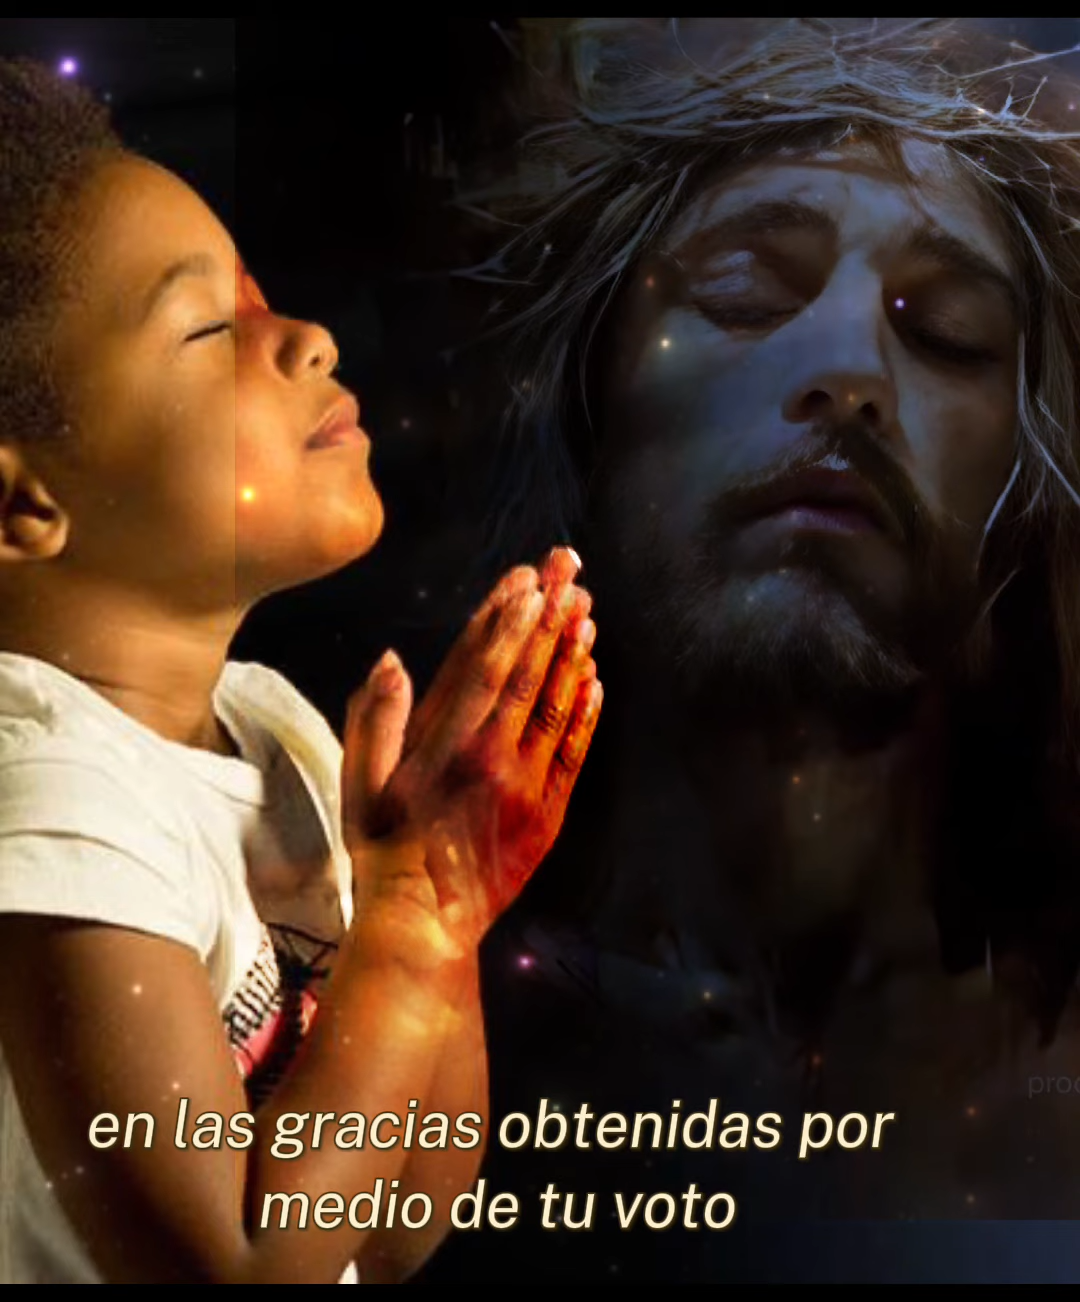 en las gracias obtenidas por
medio de tu voto